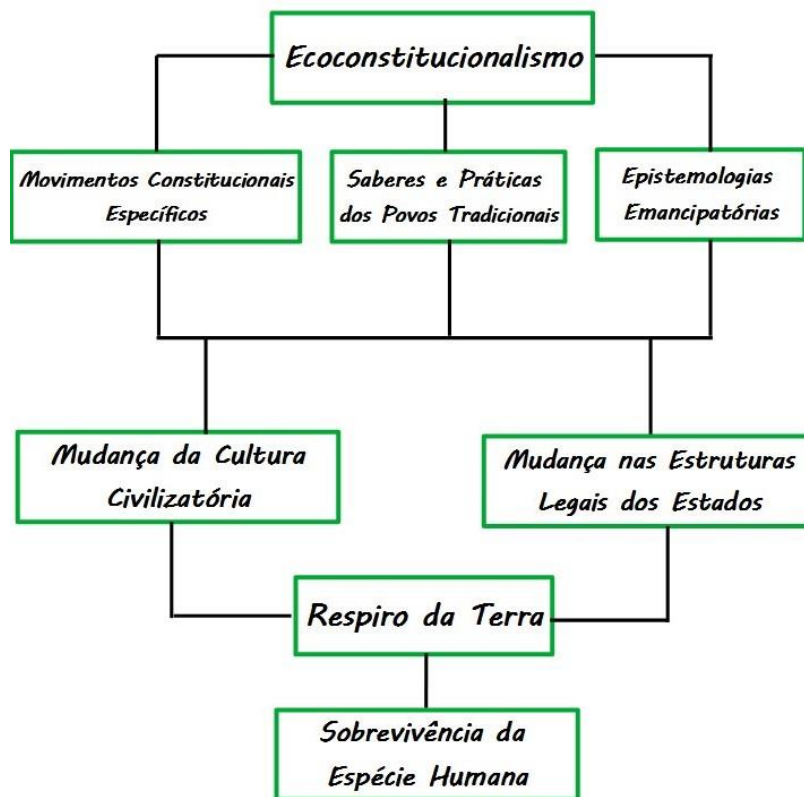 Ecoconstitucionalismo
Movimentos Constitucionais
Específicos
Saberes e Práticas
dos Povos Tradicionais
Epistemologias
Emancipatórias
Mudança da Cultura
Civilizatória
Mudança nas Estruturas
Legais dos Estados
Respiro da Terra
Sobrevivência da
Espécie Humana